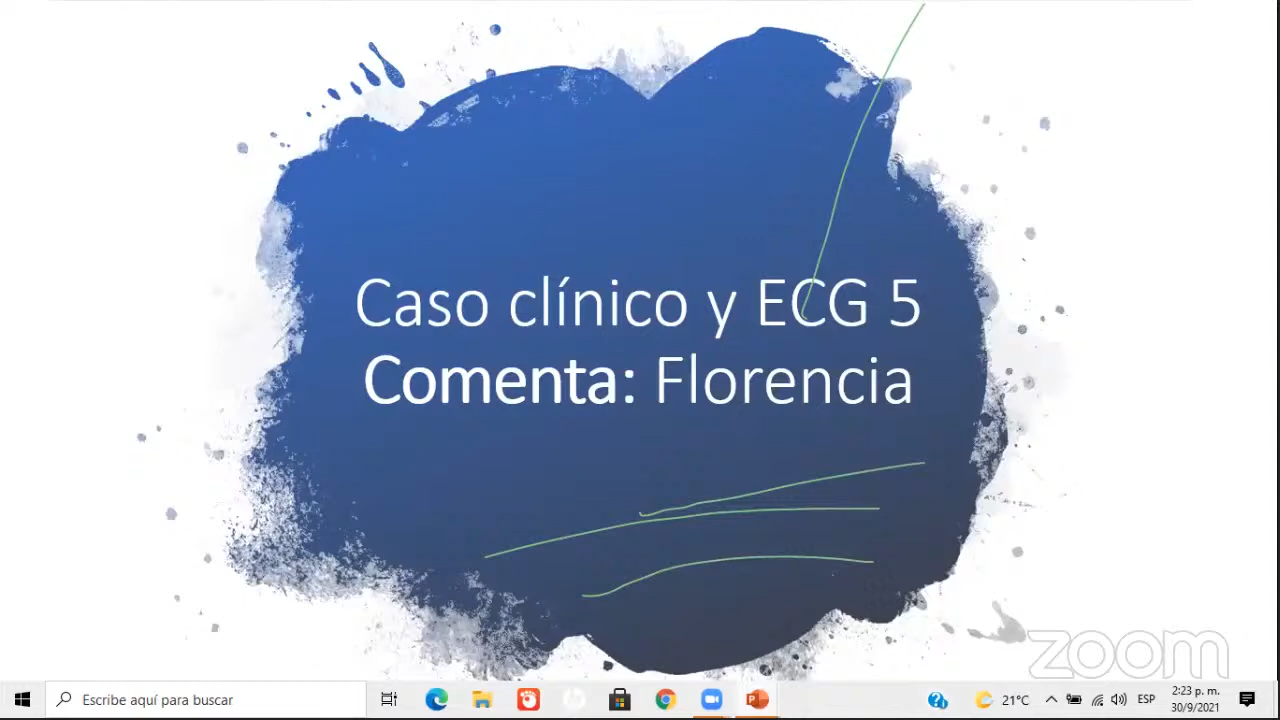 Caso clínico y ECG 5
Comenta: Florencia
zoom
Escribe aquí para buscar
21°C
ESP
2:23 p. m.
30/9/2021